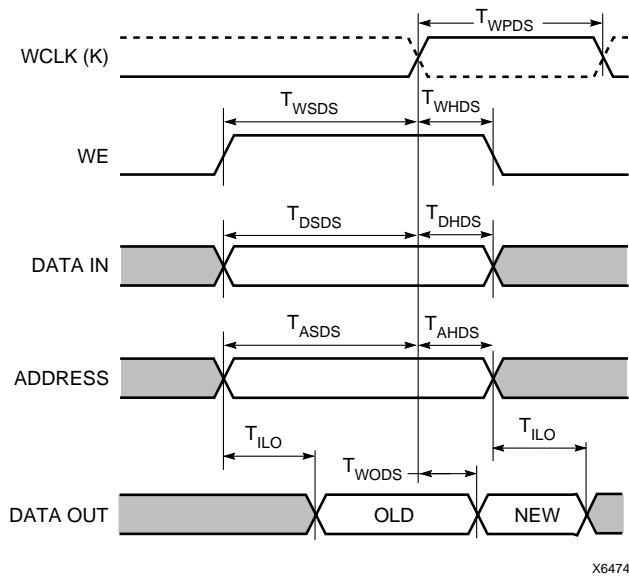 T_WPDS
WCLK (K)
T_WSDS T_WHDS
WE
T_DSDS T_DHDS
DATA IN
T_ASDS T_AHDS
ADDRESS
T_ILO T_ILO
T_WODS
DATA OUT OLD NEW
X6474